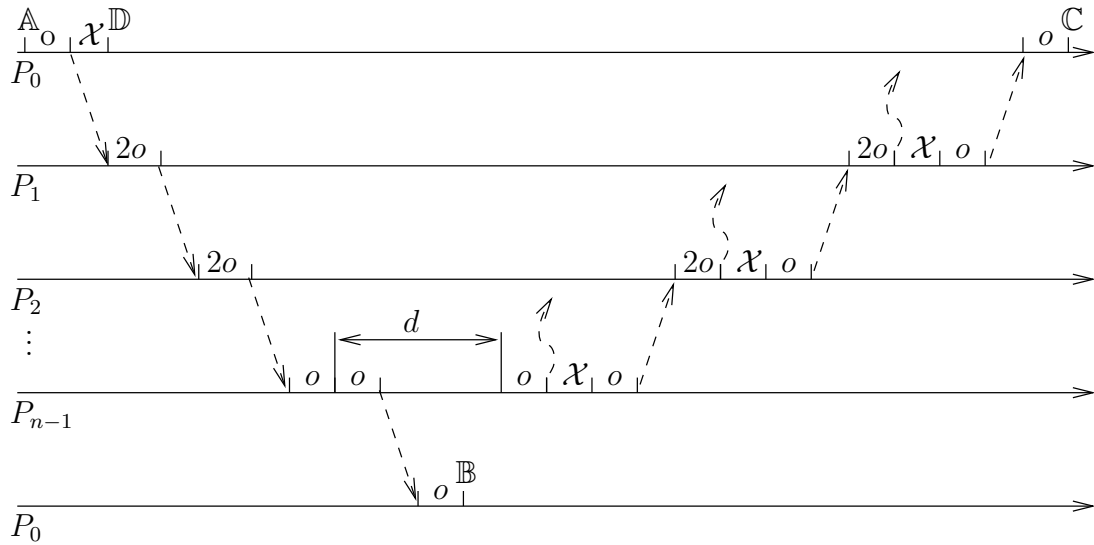 𝔸 o 𝒳 𝔻 o ℂ
P₀
2o 2o 𝒳 o
P₁
2o 2o 𝒳 o
P₂
⋮ d
o o o 𝒳 o
Pₙ₋₁
o 𝔹
P₀